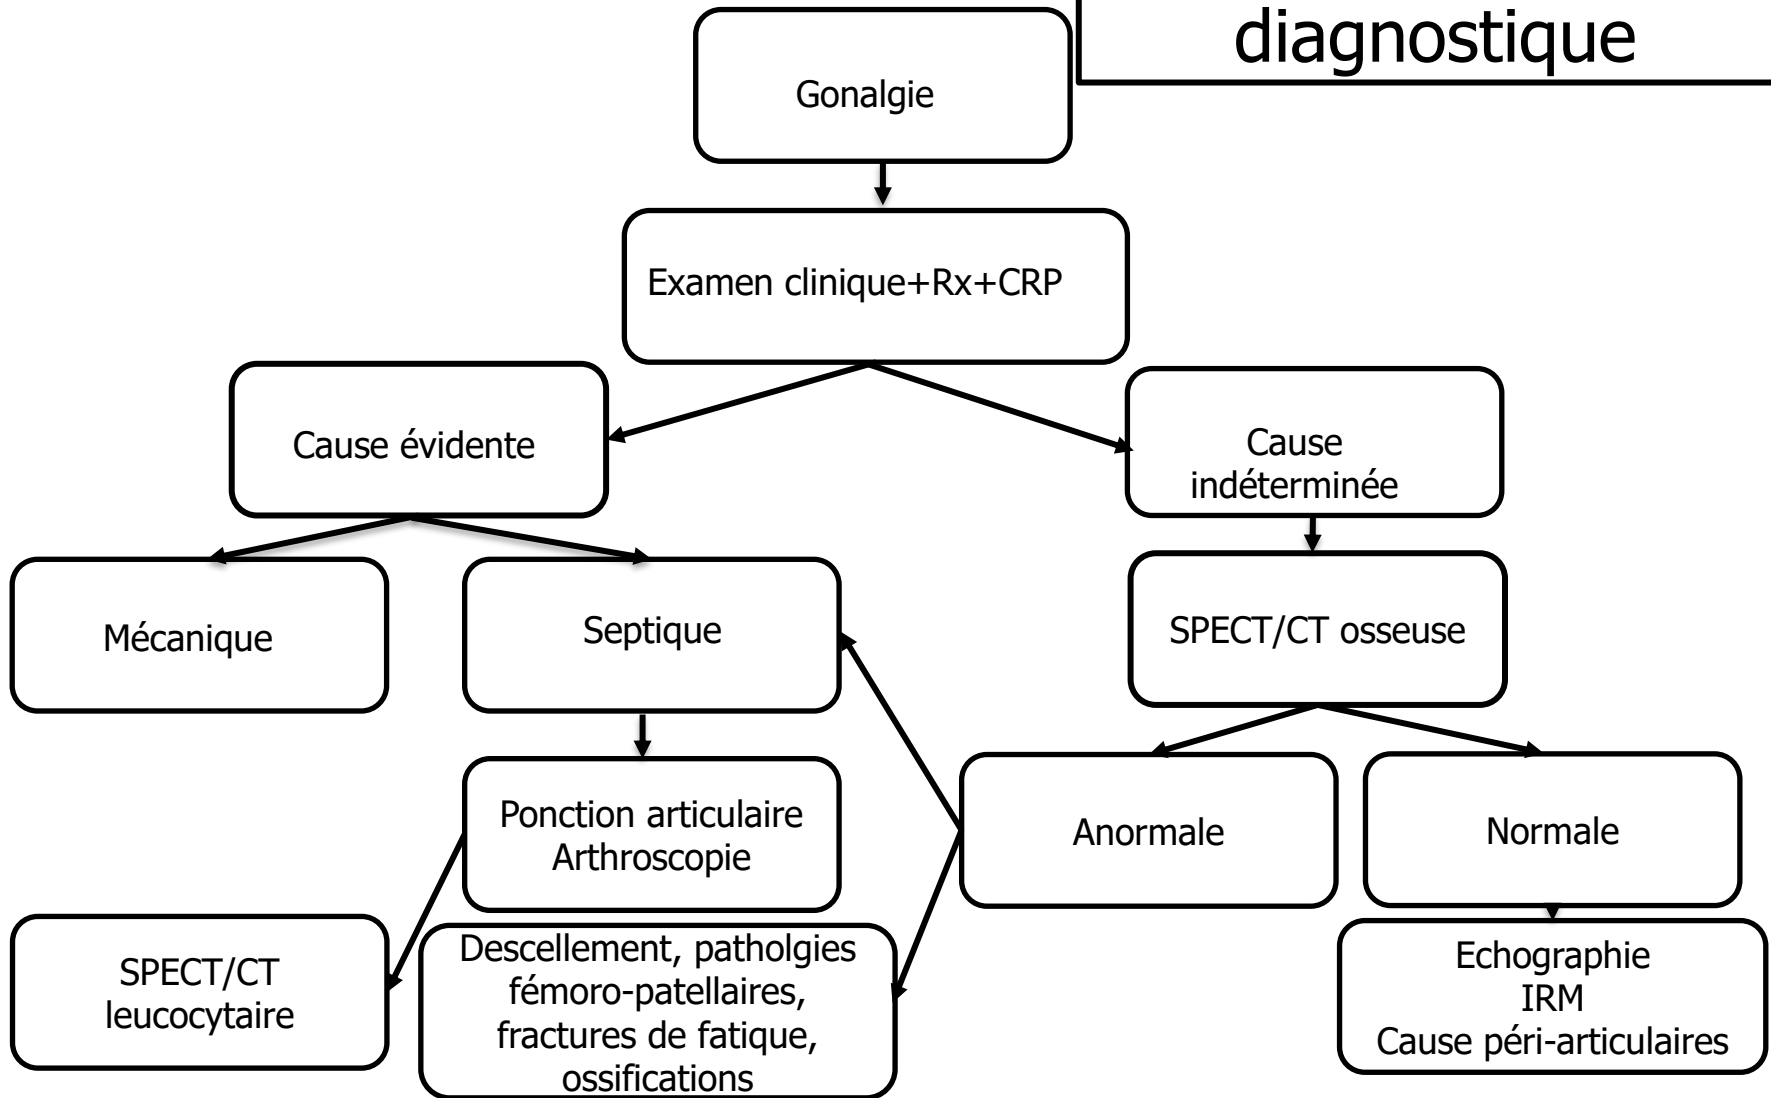 diagnostique
Gonalgie
Examen clinique+Rx+CRP
Cause évidente
Cause
indéterminée
Mécanique
Septique
SPECT/CT osseuse
Ponction articulaire
Arthroscopie
Anormale
Normale
SPECT/CT
leucocytaire
Descellement, patholgies
fémoro-patellaires,
fractures de fatique,
ossifications
Echographie
IRM
Cause péri-articulaires